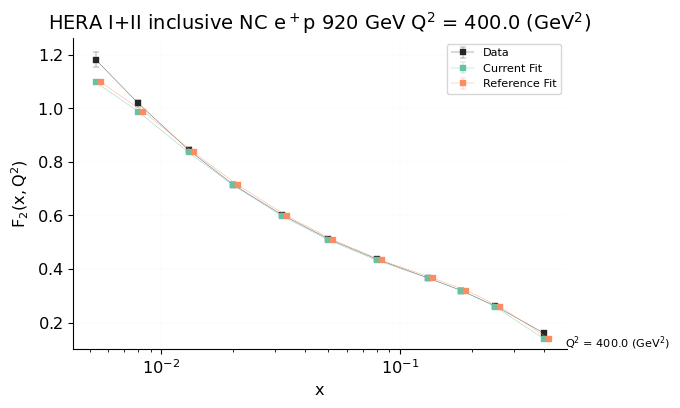 HERA I+II inclusive NC e⁺p 920 GeV Q² = 400.0 (GeV²)
Data
Current Fit
Reference Fit
F₂(x, Q²)
1.2
1.0
0.8
0.6
0.4
0.2
Q² = 400.0 (GeV²)
10⁻²
10⁻¹
x